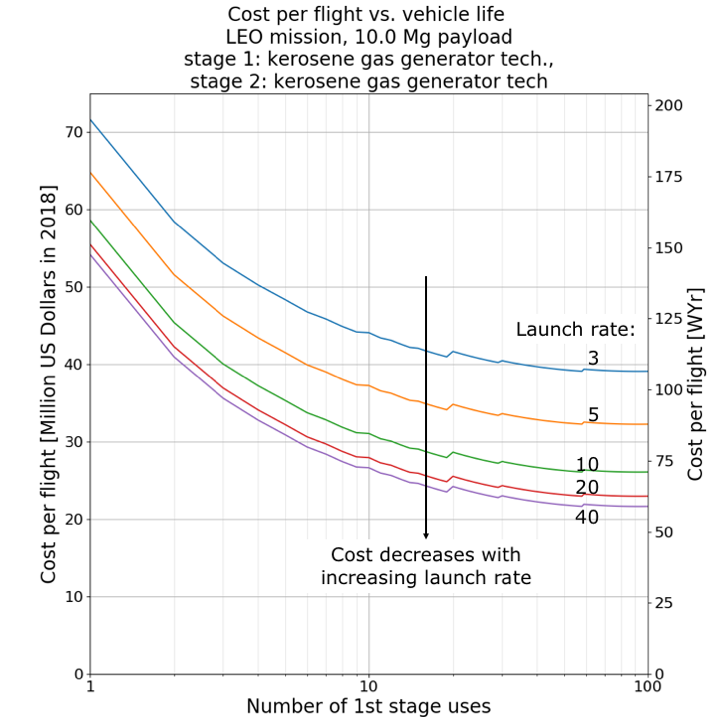 Cost per flight vs. vehicle life
LEO mission, 10.0 Mg payload
stage 1: kerosene gas generator tech.,
stage 2: kerosene gas generator tech
Cost per flight [Million US Dollars in 2018]
70
60
50
40
30
20
10
0
200
175
150
125
100
75
50
25
0
Cost per flight [WYr]
Launch rate:
3
5
10
20
40
Cost decreases with
increasing launch rate
1
10
100
Number of 1st stage uses